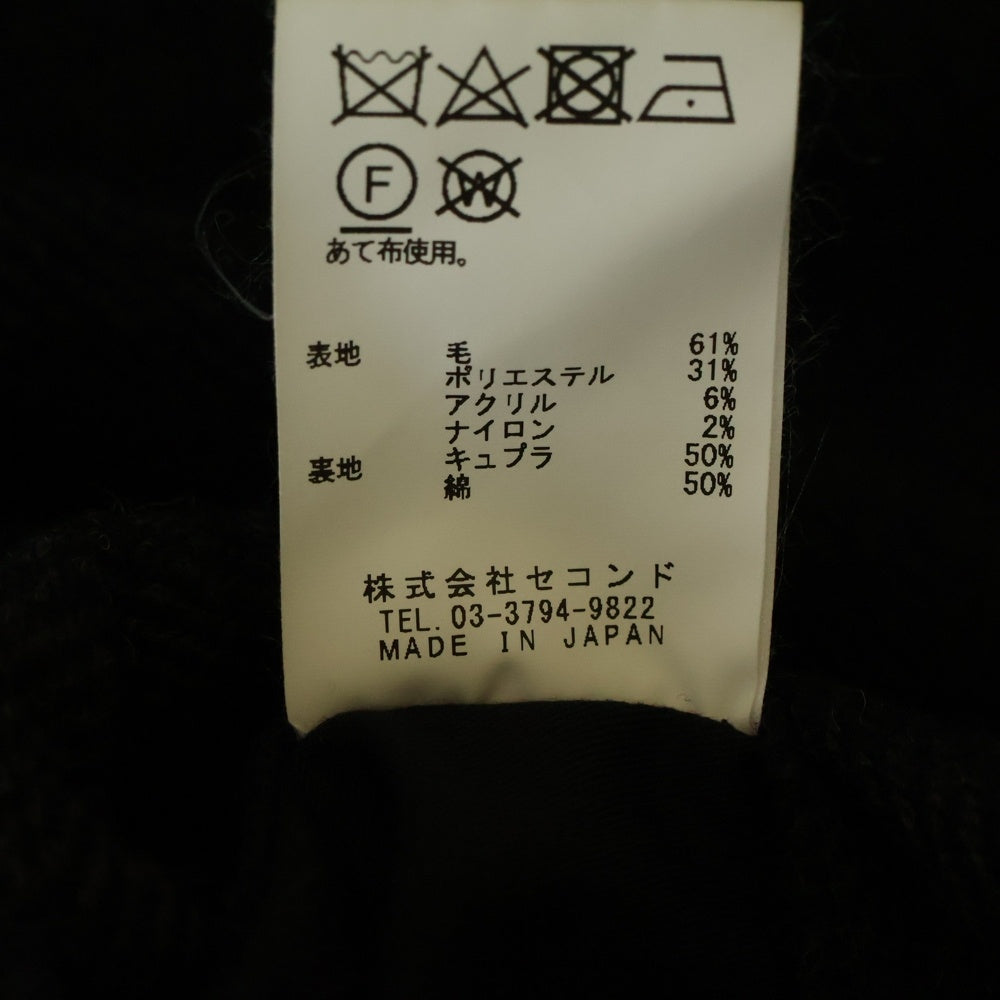 F W
あて布使用。
表地 毛 61%
ポリエステル 31%
アクリル 6%
ナイロン 2%
裏地 キュプラ 50%
綿 50%
株式会社セコンド
TEL. 03-3794-9822
MADE IN JAPAN